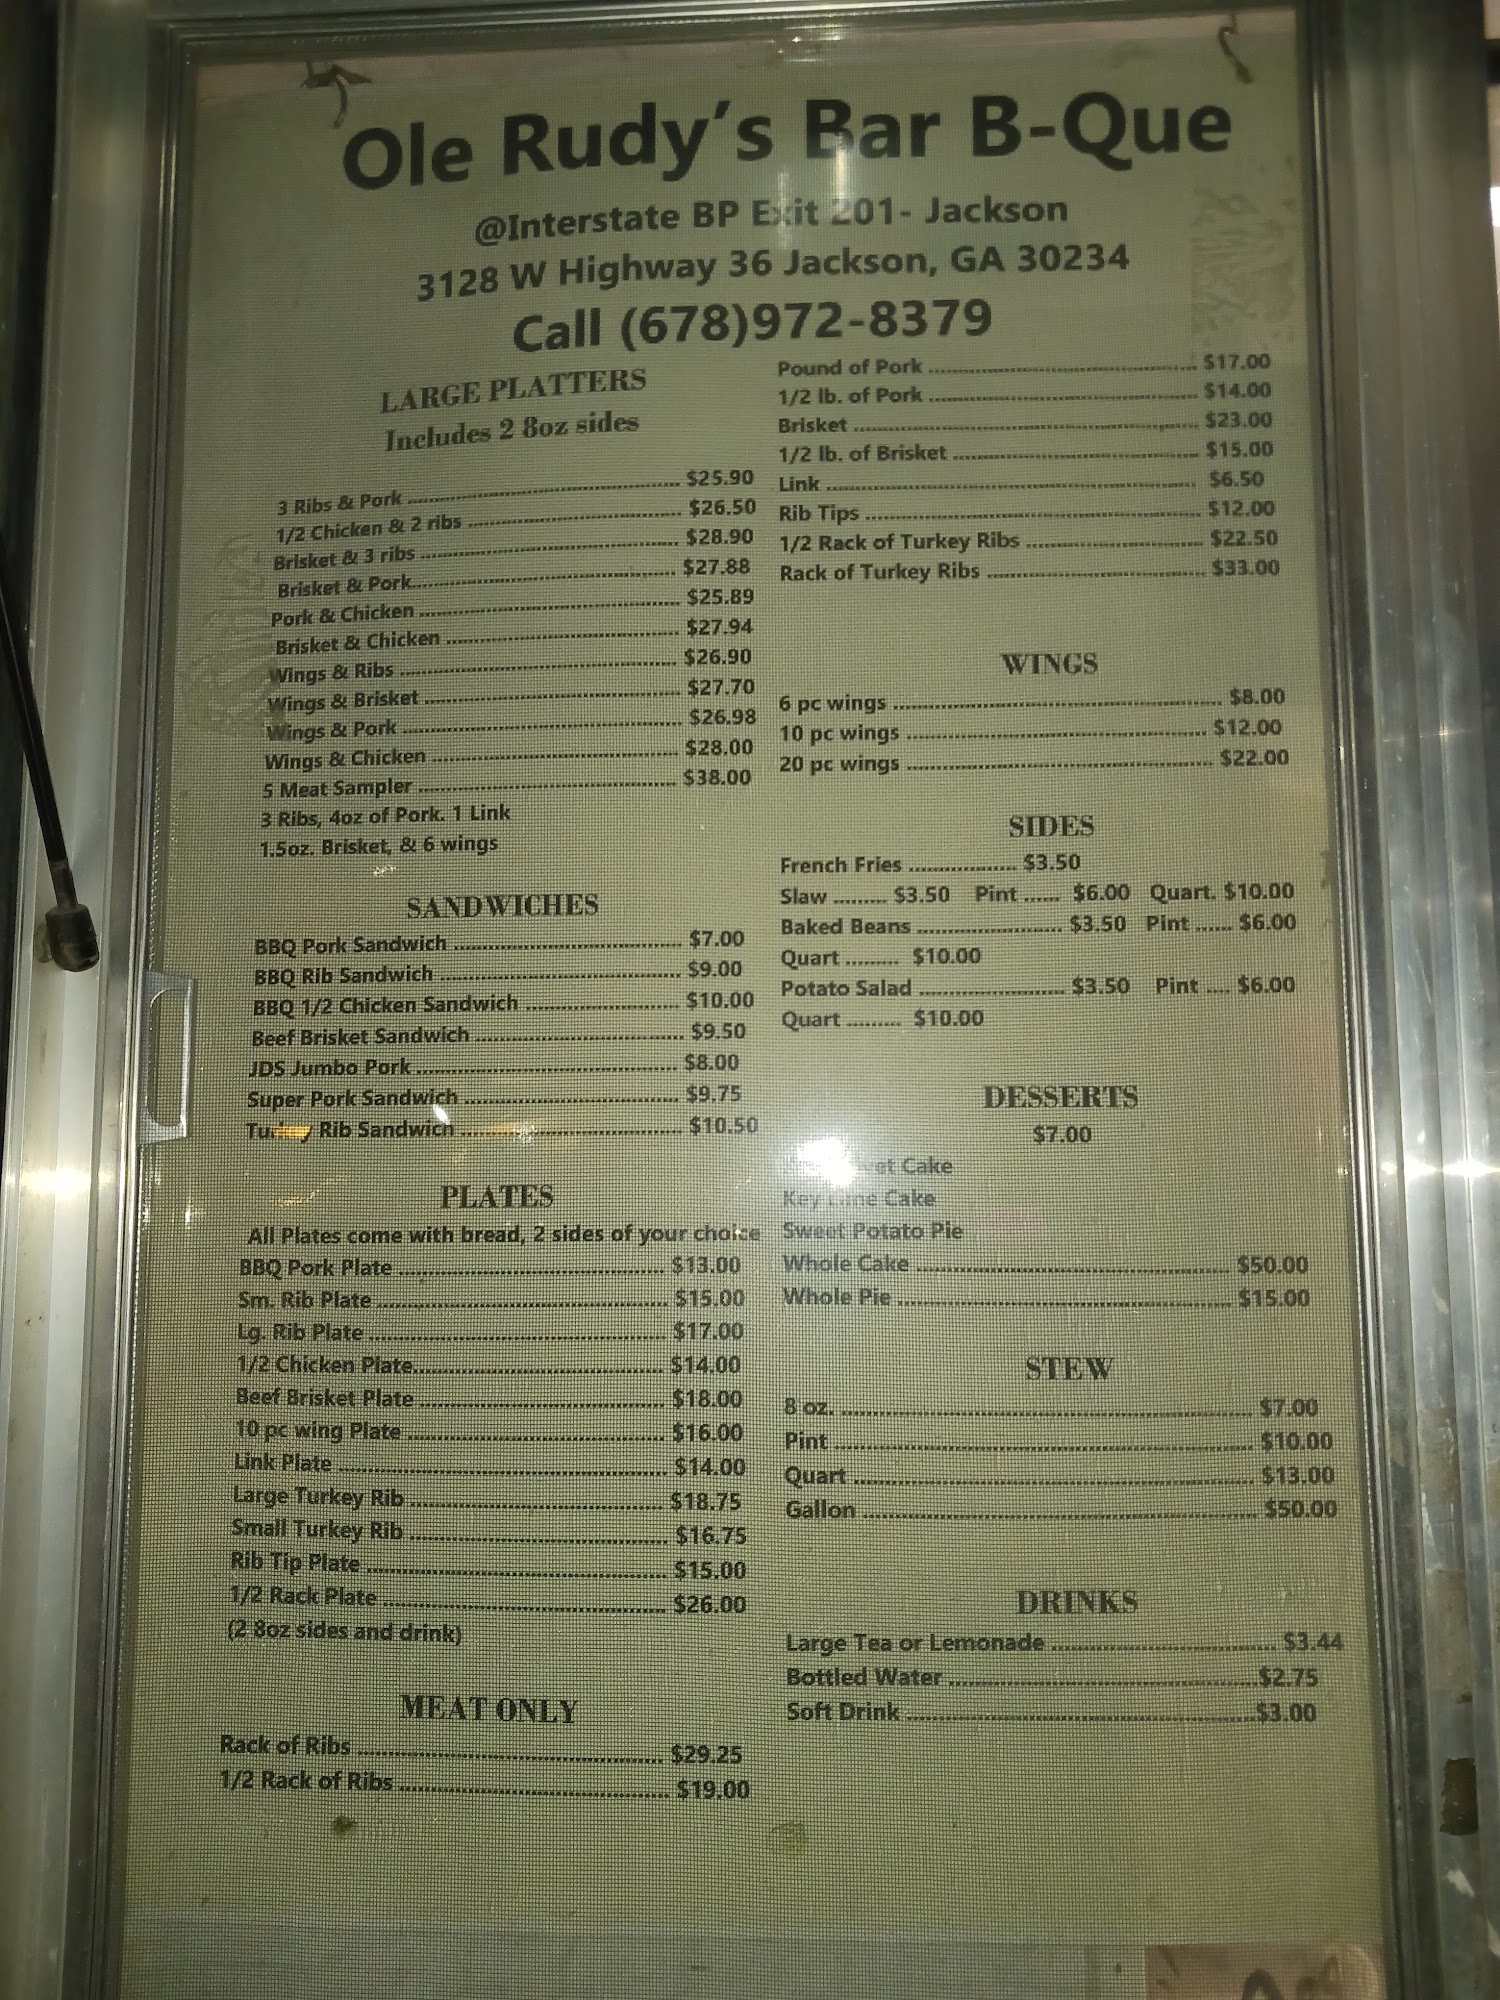 Ole Rudy's Bar B-Que
@Interstate BP Exit 201- Jackson
3128 W Highway 36 Jackson, GA 30234
Call (678)972-8379
LARGE PLATTERS
Includes 2 8oz sides
3 Ribs & Pork $25.90
1/2 Chicken & 2 ribs $26.50
Brisket & 3 ribs $28.90
Brisket & Pork $27.88
Pork & Chicken $25.89
Brisket & Chicken $27.94
Wings & Ribs $26.90
Wings & Brisket $27.70
Wings & Pork $26.98
Wings & Chicken $28.00
5 Meat Sampler $38.00
3 Ribs, 4oz of Pork. 1 Link
1.5oz. Brisket, & 6 wings
SANDWICHES
BBQ Pork Sandwich $7.00
BBQ Rib Sandwich $9.00
BBQ 1/2 Chicken Sandwich $10.00
Beef Brisket Sandwich $9.50
JDS Jumbo Pork $8.00
Super Pork Sandwich $9.75
Turkey Rib Sandwich $10.50
PLATES
All Plates come with bread, 2 sides of your choice
BBQ Pork Plate $13.00
Sm. Rib Plate $15.00
Lg. Rib Plate $17.00
1/2 Chicken Plate $14.00
Beef Brisket Plate $18.00
10 pc wing Plate $16.00
Link Plate $14.00
Large Turkey Rib $18.75
Small Turkey Rib $16.75
Rib Tip Plate $15.00
1/2 Rack Plate $26.00
(2 8oz sides and drink)
MEAT ONLY
Rack of Ribs $29.25
1/2 Rack of Ribs $19.00
Pound of Pork $17.00
1/2 lb. of Pork $14.00
Brisket $23.00
1/2 lb. of Brisket $15.00
Link $6.50
Rib Tips $12.00
1/2 Rack of Turkey Ribs $22.50
Rack of Turkey Ribs $33.00
WINGS
6 pc wings $8.00
10 pc wings $12.00
20 pc wings $22.00
SIDES
French Fries $3.50
Slaw $3.50 Pint $6.00 Quart. $10.00
Baked Beans $3.50 Pint $6.00
Quart $10.00
Potato Salad $3.50 Pint $6.00
Quart $10.00
DESSERTS
$7.00
Cake
Key Lime Cake
Sweet Potato Pie
Whole Cake $50.00
Whole Pie $15.00
STEW
8 oz. $7.00
Pint $10.00
Quart $13.00
Gallon $50.00
DRINKS
Large Tea or Lemonade $3.44
Bottled Water $2.75
Soft Drink $3.00